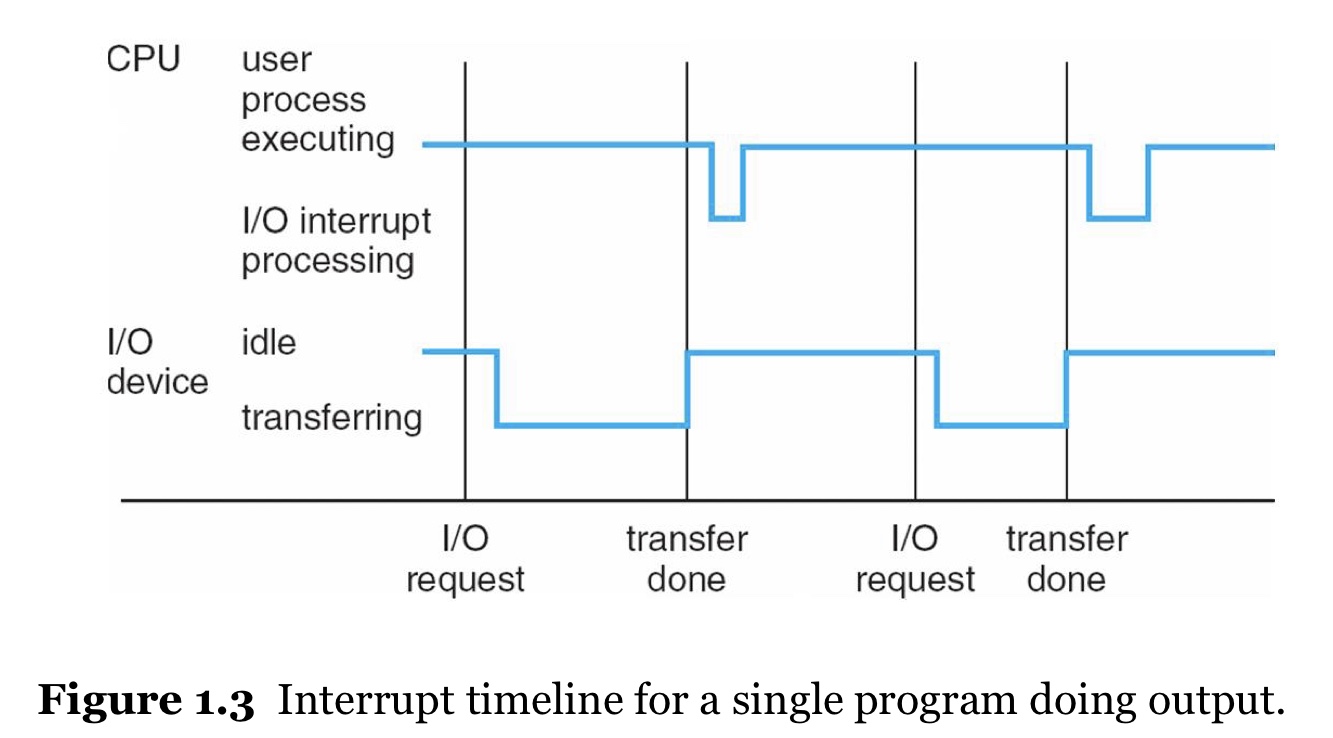 CPU user
process
executing
I/O interrupt
processing
I/O idle
device
transferring
I/O transfer I/O transfer
request done request done
Figure 1.3 Interrupt timeline for a single program doing output.